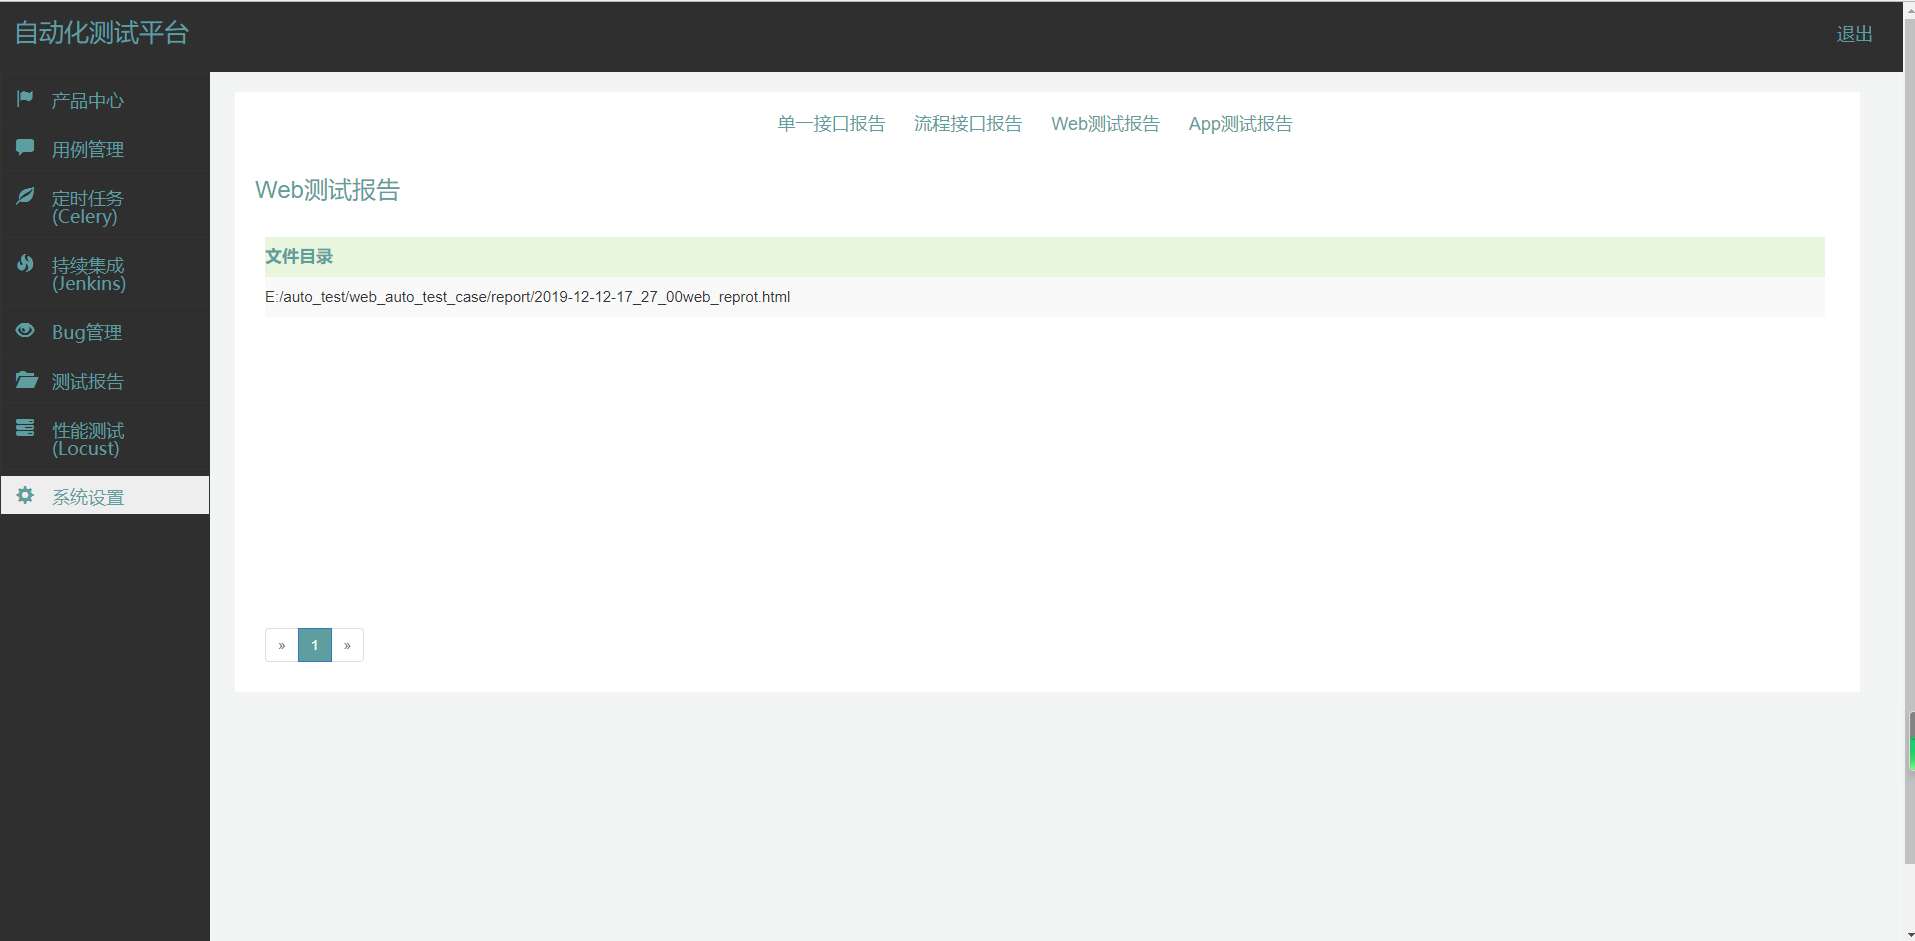 自动化测试平台
退出
产品中心
用例管理
定时任务
(Celery)
持续集成
(Jenkins)
Bug管理
测试报告
性能测试
(Locust)
系统设置
单一接口报告 流程接口报告 Web测试报告 App测试报告
Web测试报告
文件目录
E:/auto_test/web_auto_test_case/report/2019-12-12-17_27_00web_reprot.html
» 1 »